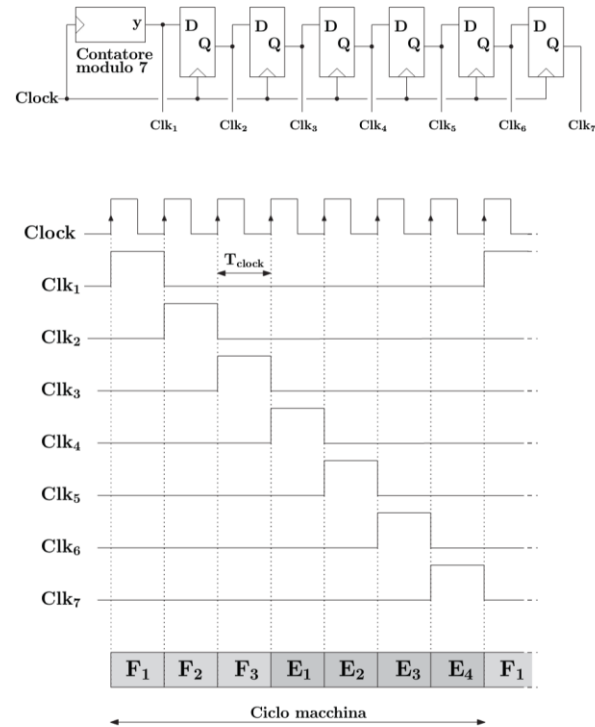 y D D D D D D
Q Q Q Q Q Q
Contatore
modulo 7
Clock
Clk₁ Clk₂ Clk₃ Clk₄ Clk₅ Clk₆ Clk₇
Clock
T_clock
Clk₁
Clk₂
Clk₃
Clk₄
Clk₅
Clk₆
Clk₇
F₁ F₂ F₃ E₁ E₂ E₃ E₄ F₁
Ciclo macchina